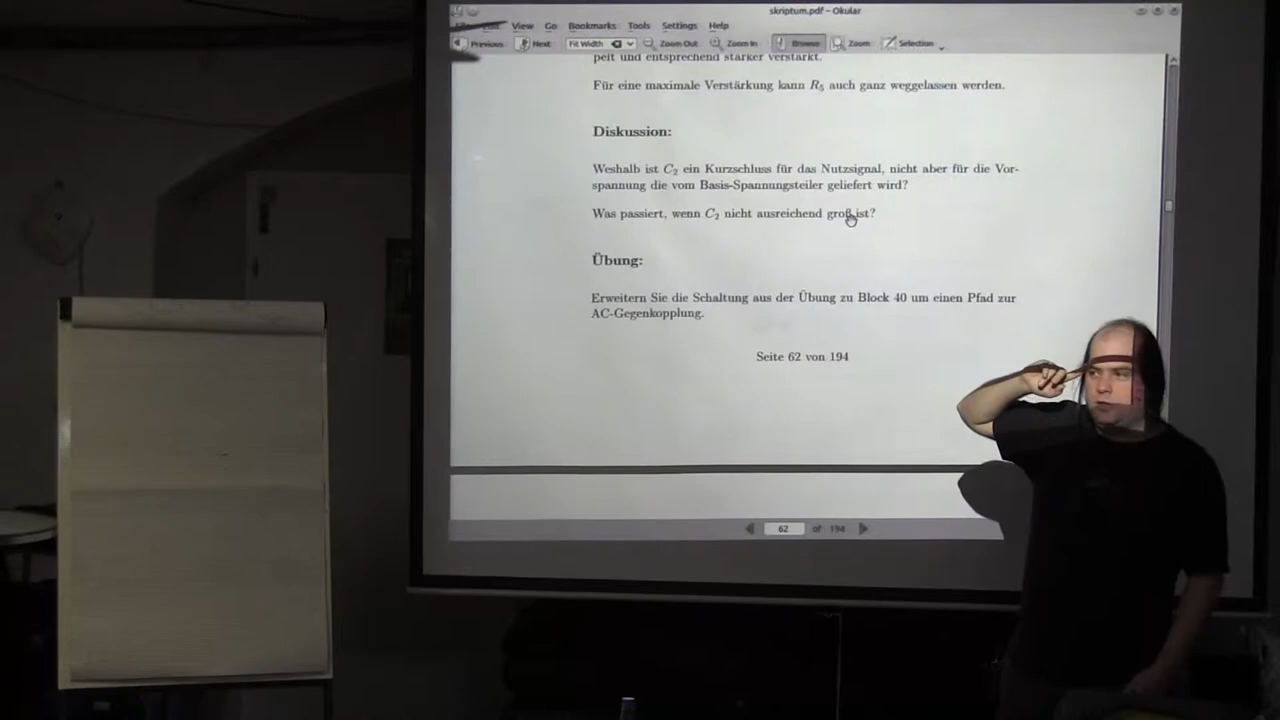 skriptum.pdf – Okular
Edit View Go Bookmarks Tools Settings Help
Previous Next Fit Width Zoom Out Zoom In Browse Zoom Selection
pelt und entsprechend stärker verstärkt.
Für eine maximale Verstärkung kann R5 auch ganz weggelassen werden.
Diskussion:
Weshalb ist C2 ein Kurzschluss für das Nutzsignal, nicht aber für die Vor-
spannung die vom Basis-Spannungsteiler geliefert wird?
Was passiert, wenn C2 nicht ausreichend groß ist?
Übung:
Erweitern Sie die Schaltung aus der Übung zu Block 40 um einen Pfad zur
AC-Gegenkopplung.
Seite 62 von 194
62 of 194